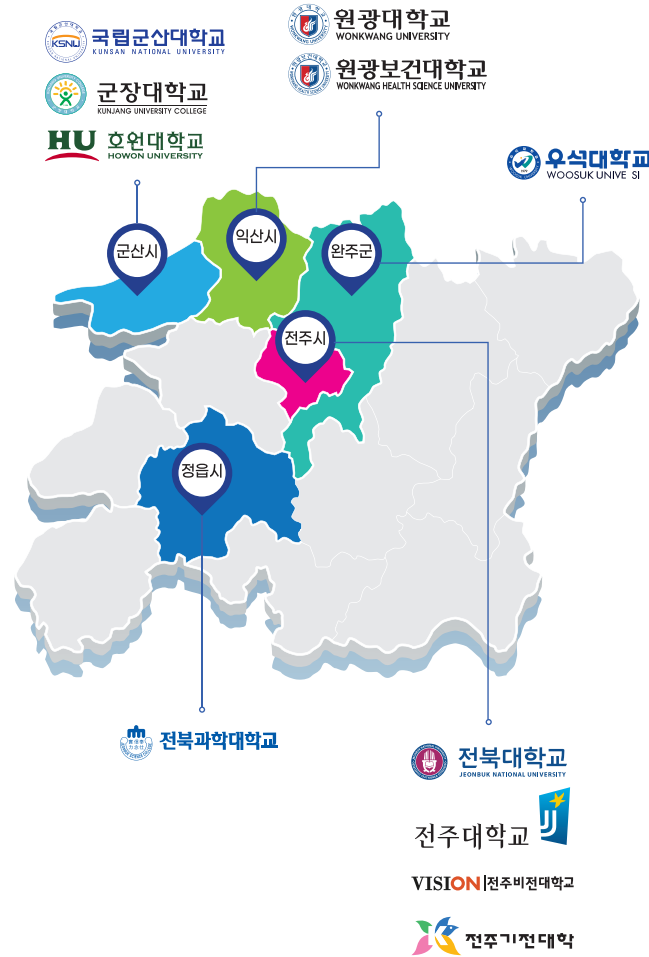 원광대학교
WONKWANG UNIVERSITY
원광보건대학교
WONKWANG HEALTH SCIENCE UNIVERSITY
KSNU
국립군산대학교
KUNSAN NATIONAL UNIVERSITY
군장대학교
KUNJANG UNIVERSITY COLLEGE
HU 호원대학교
HOWON UNIVERSITY
우석대학교
WOOSUK UNIVE SI
군산시
익산시
완주군
전주시
정읍시
전북과학대학교
전북대학교
JEONBUK NATIONAL UNIVERSITY
전주대학교
VISION 전주비전대학교
전주기전대학